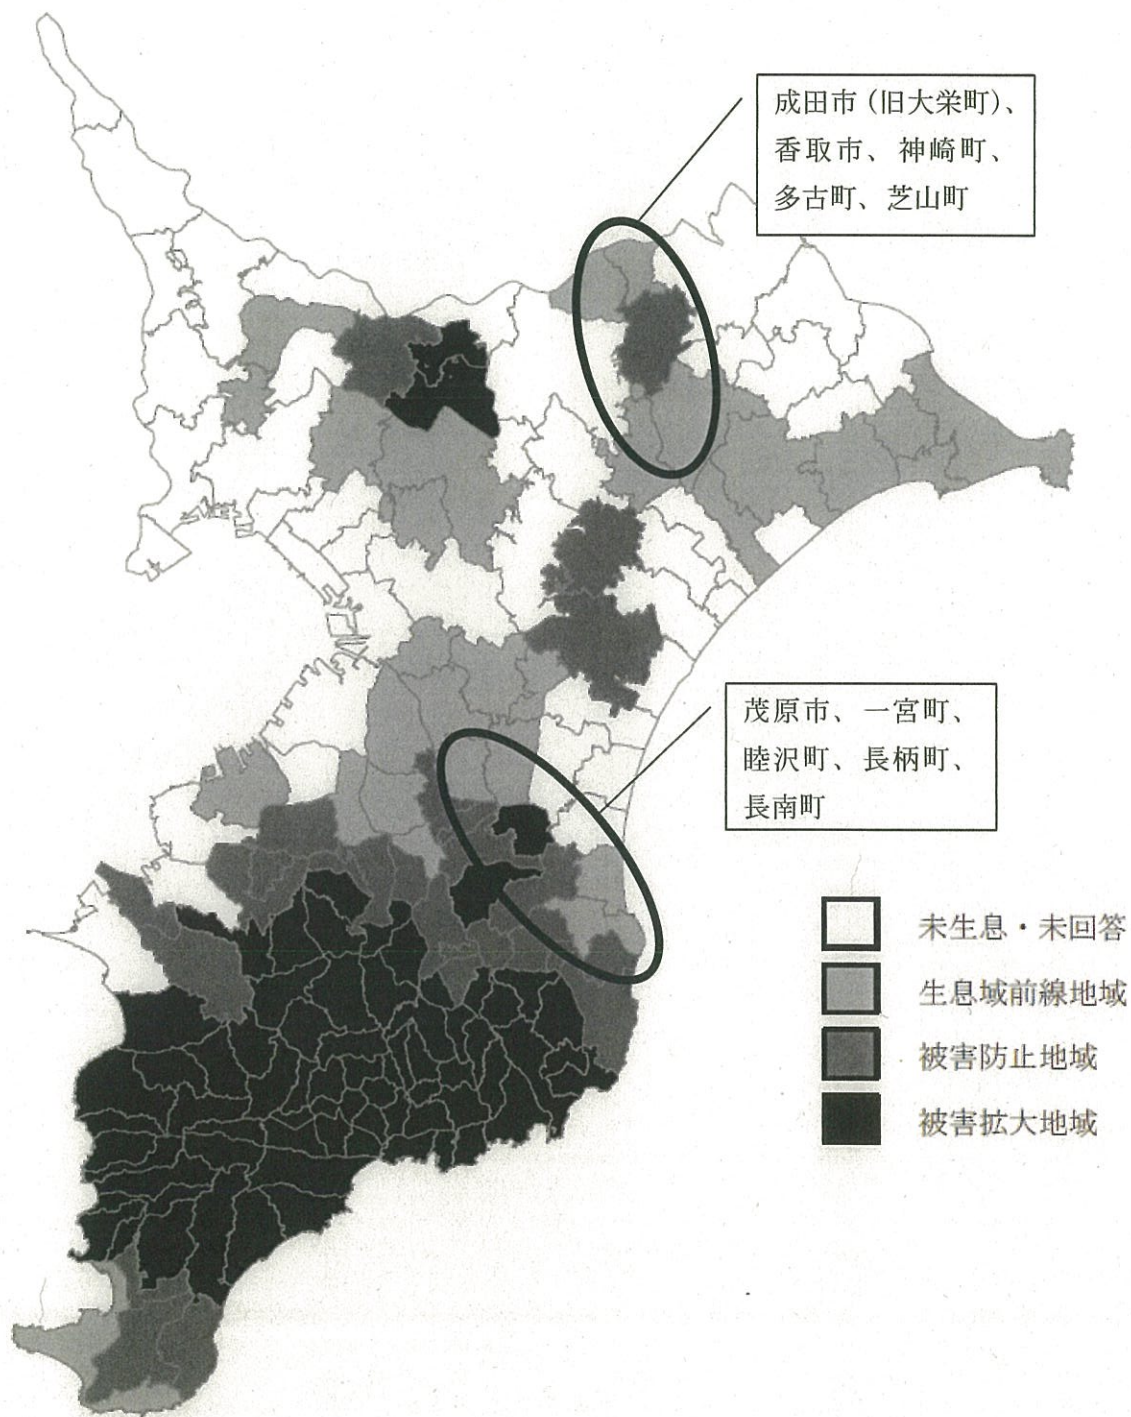 成田市(旧大栄町)、
香取市、神崎町、
多古町、芝山町
茂原市、一宮町、
睦沢町、長柄町、
長南町
未生息・未回答
生息域前線地域
被害防止地域
被害拡大地域